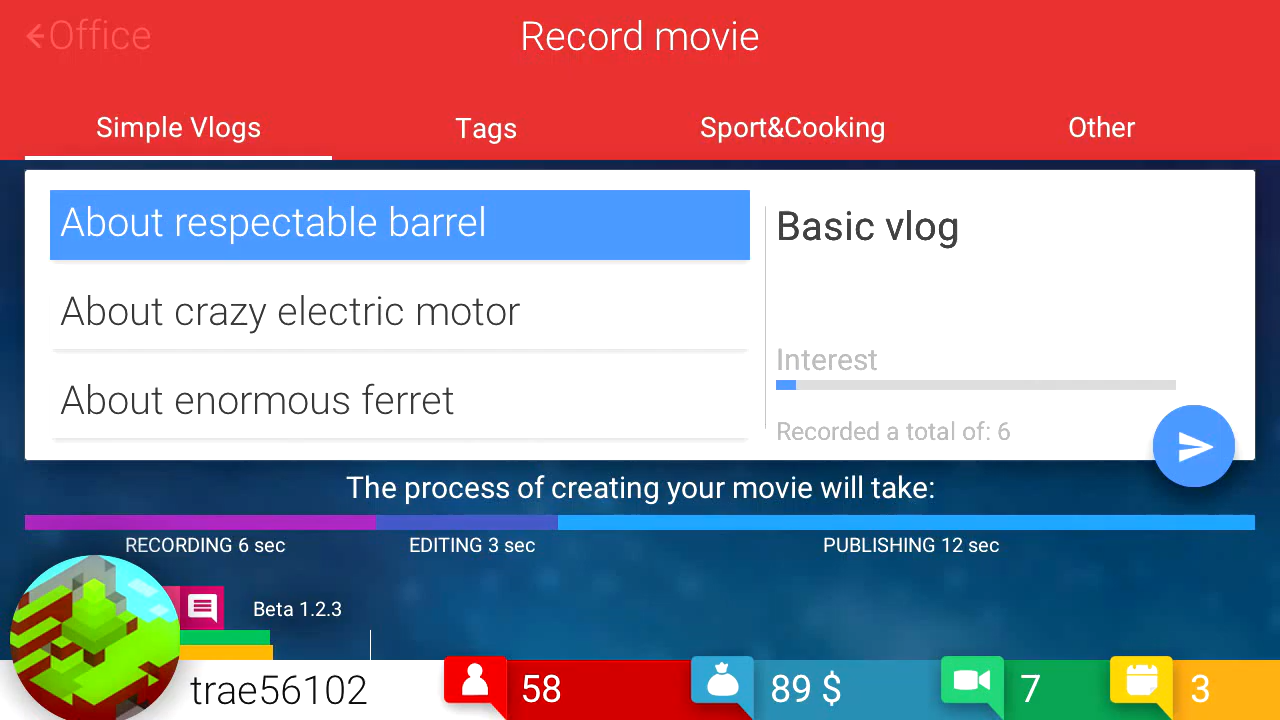 Office
Record movie
Simple Vlogs
Tags
Sport&Cooking
Other
About respectable barrel
About crazy electric motor
About enormous ferret
Basic vlog
Interest
Recorded a total of: 6
The process of creating your movie will take:
RECORDING 6 sec
EDITING 3 sec
PUBLISHING 12 sec
Beta 1.2.3
trae56102
58
89 $
7
3